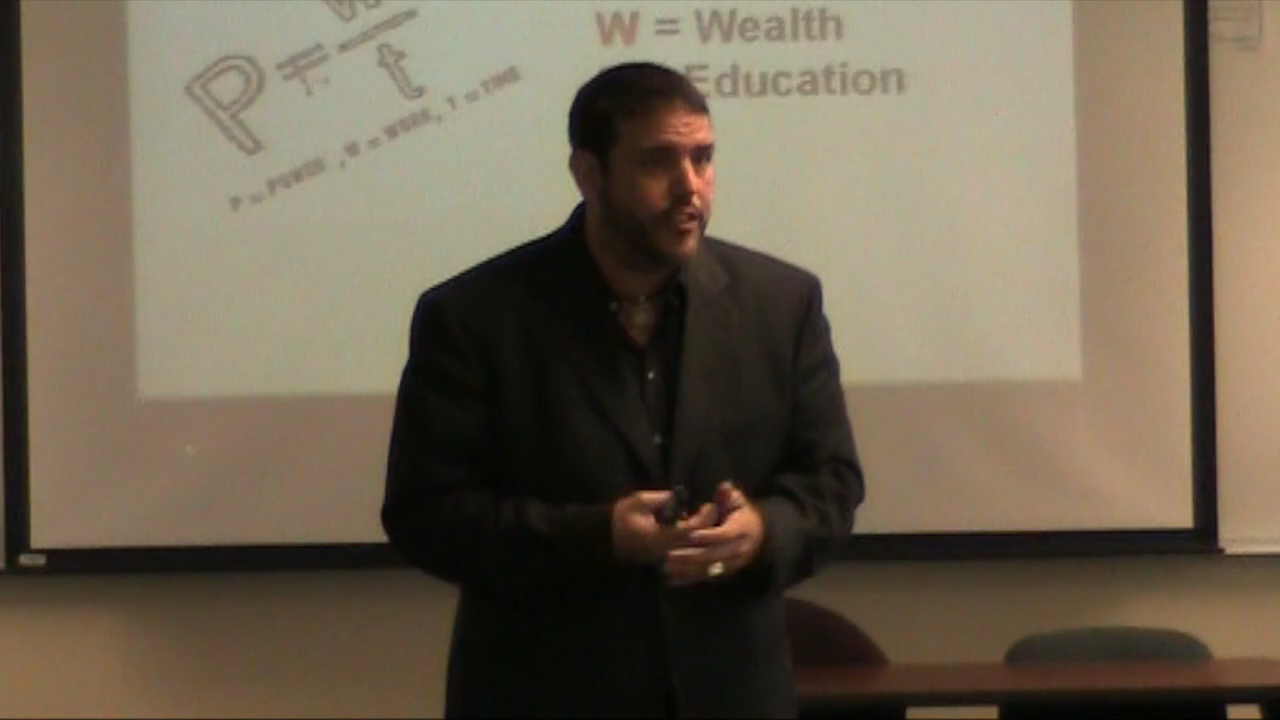 P = W
t
P = POWER , W = WORK, T = TIME
W = Wealth
Education